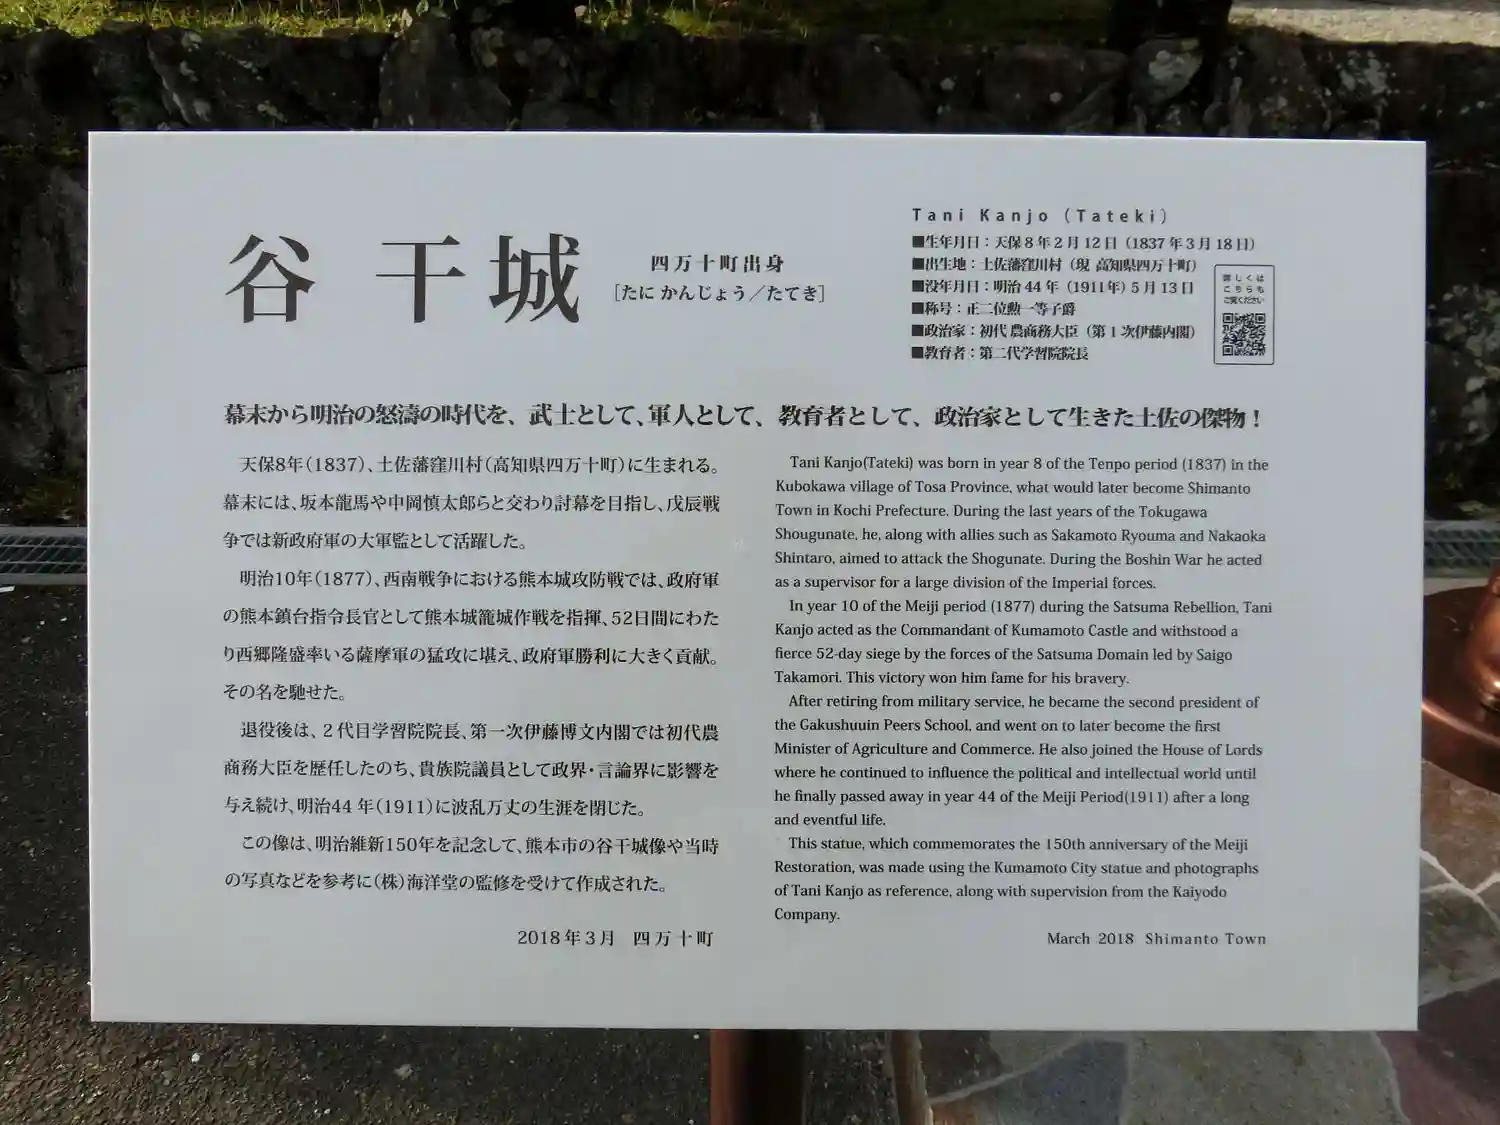 谷 干城
四万十町出身
［たに かんじょう／たてき］
Tani Kanjo (Tateki)
■生年月日：天保８年２月１２日（1837年３月１８日）
■出生地：土佐藩窪川村（現 高知県四万十町）
■没年月日：明治44年（1911年）５月１３日
■称号：正二位勲一等子爵
■政治家：初代 農商務大臣（第１次伊藤内閣）
■教育者：第二代学習院院長
詳しくは
こちらも
ご覧ください
幕末から明治の怒濤の時代を、武士として、軍人として、教育者として、政治家として生きた土佐の傑物！
天保8年（1837）、土佐藩窪川村（高知県四万十町）に生まれる。
幕末には、坂本龍馬や中岡慎太郎らと交わり討幕を目指し、戊辰戦
争では新政府軍の大軍監として活躍した。
明治10年（1877）、西南戦争における熊本城攻防戦では、政府軍
の熊本鎮台指令長官として熊本城籠城作戦を指揮、52日間にわた
り西郷隆盛率いる薩摩軍の猛攻に堪え、政府軍勝利に大きく貢献。
その名を馳せた。
退役後は、２代目学習院院長、第一次伊藤博文内閣では初代農
商務大臣を歴任したのち、貴族院議員として政界・言論界に影響を
与え続け、明治44年（1911）に波乱万丈の生涯を閉じた。
この像は、明治維新150年を記念して、熊本市の谷干城像や当時
の写真などを参考に（株）海洋堂の監修を受けて作成された。
2018年３月 四万十町
Tani Kanjo(Tateki) was born in year 8 of the Tenpo period (1837) in the
Kubokawa village of Tosa Province, what would later become Shimanto
Town in Kochi Prefecture. During the last years of the Tokugawa
Shougunate, he, along with allies such as Sakamoto Ryouma and Nakaoka
Shintaro, aimed to attack the Shogunate. During the Boshin War he acted
as a supervisor for a large division of the Imperial forces.
In year 10 of the Meiji period (1877) during the Satsuma Rebellion, Tani
Kanjo acted as the Commandant of Kumamoto Castle and withstood a
fierce 52-day siege by the forces of the Satsuma Domain led by Saigo
Takamori. This victory won him fame for his bravery.
After retiring from military service, he became the second president of
the Gakushuuin Peers School, and went on to later become the first
Minister of Agriculture and Commerce. He also joined the House of Lords
where he continued to influence the political and intellectual world until
he finally passed away in year 44 of the Meiji Period(1911) after a long
and eventful life.
This statue, which commemorates the 150th anniversary of the Meiji
Restoration, was made using the Kumamoto City statue and photographs
of Tani Kanjo as reference, along with supervision from the Kaiyodo
Company.
March 2018 Shimanto Town